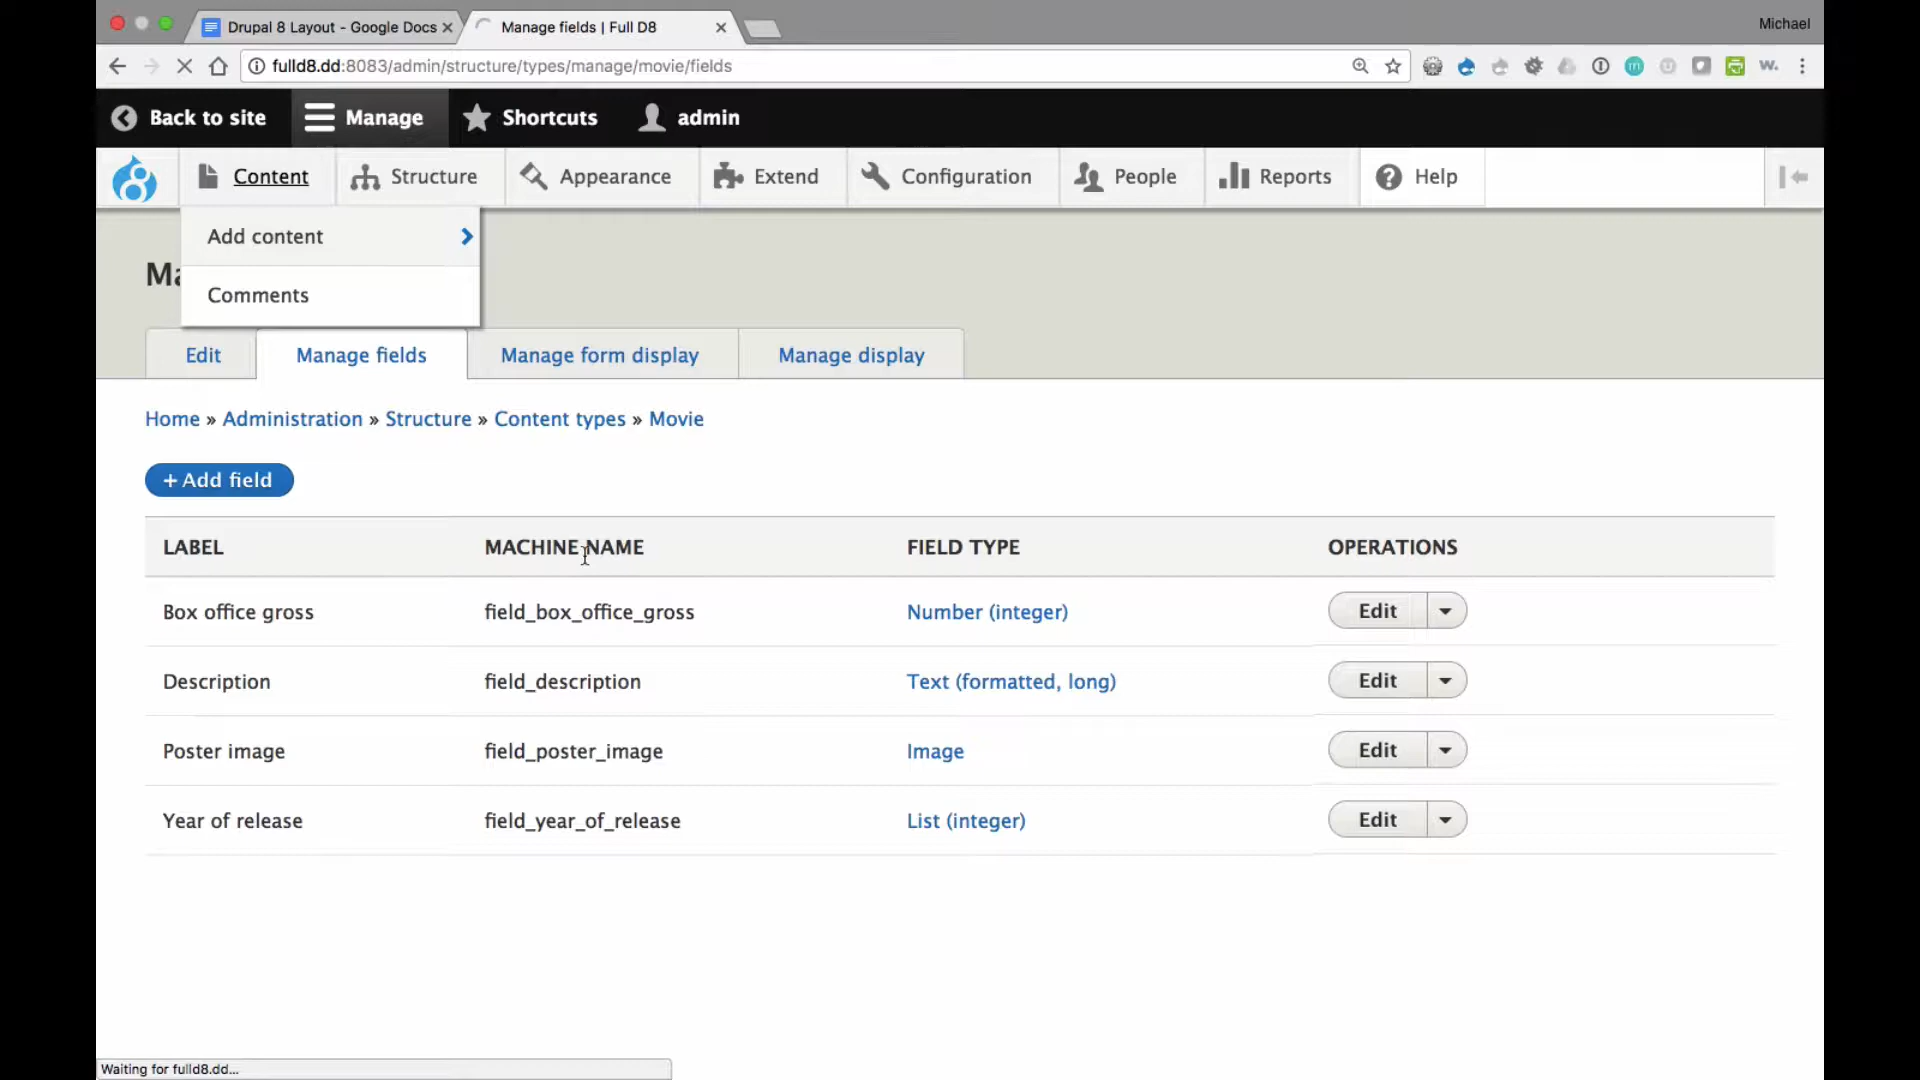 Drupal 8 Layout - Google Docs
Manage fields | Full D8
Michael
fulld8.dd:8083/admin/structure/types/manage/movie/fields
Back to site
Manage
Shortcuts
admin
Content
Structure
Appearance
Extend
Configuration
People
Reports
Help
Add content
Comments
Ma
Edit
Manage fields
Manage form display
Manage display
Home » Administration » Structure » Content types » Movie
+ Add field
LABEL MACHINE NAME FIELD TYPE OPERATIONS
Box office gross field_box_office_gross Number (integer) Edit
Description field_description Text (formatted, long) Edit
Poster image field_poster_image Image Edit
Year of release field_year_of_release List (integer) Edit
Waiting for fulld8.dd...